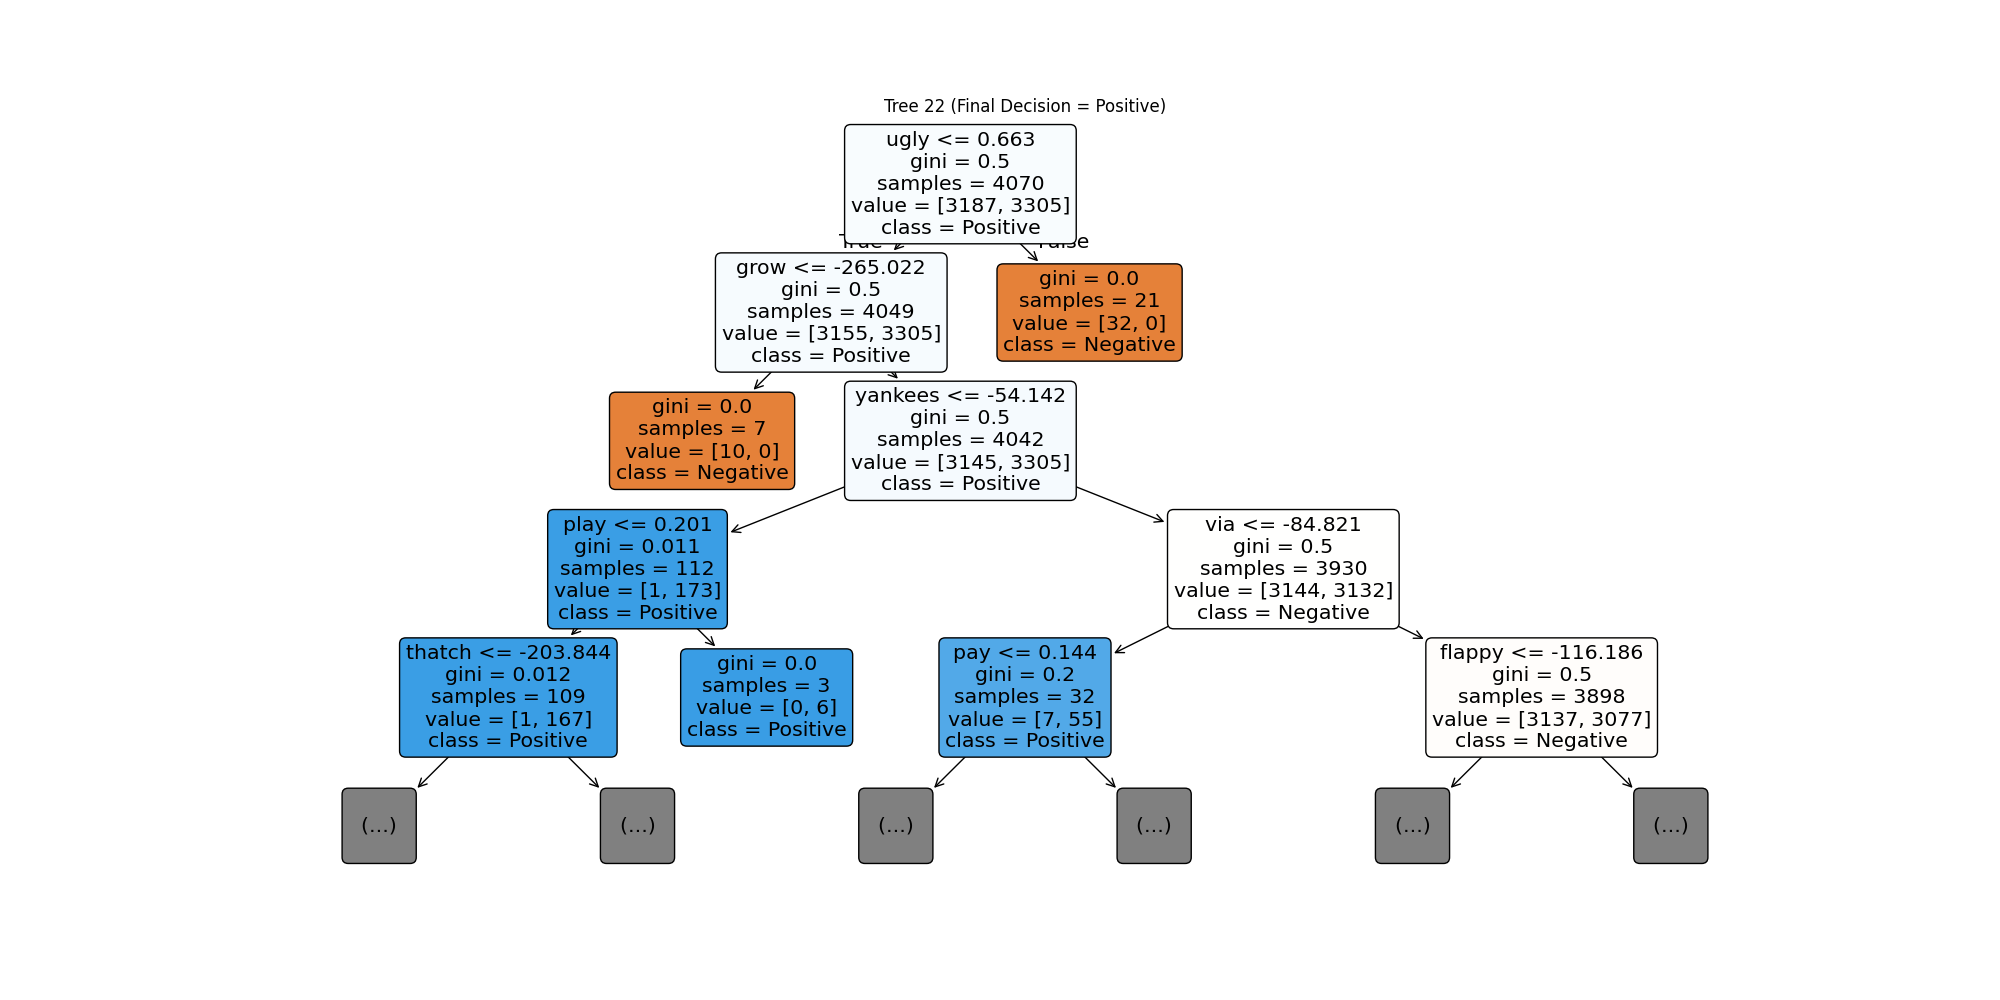 Tree 22 (Final Decision = Positive)
ugly <= 0.663
gini = 0.5
samples = 4070
value = [3187, 3305]
class = Positive
True
False
grow <= -265.022
gini = 0.5
samples = 4049
value = [3155, 3305]
class = Positive
gini = 0.0
samples = 21
value = [32, 0]
class = Negative
gini = 0.0
samples = 7
value = [10, 0]
class = Negative
yankees <= -54.142
gini = 0.5
samples = 4042
value = [3145, 3305]
class = Positive
play <= 0.201
gini = 0.011
samples = 112
value = [1, 173]
class = Positive
via <= -84.821
gini = 0.5
samples = 3930
value = [3144, 3132]
class = Negative
thatch <= -203.844
gini = 0.012
samples = 109
value = [1, 167]
class = Positive
gini = 0.0
samples = 3
value = [0, 6]
class = Positive
pay <= 0.144
gini = 0.2
samples = 32
value = [7, 55]
class = Positive
flappy <= -116.186
gini = 0.5
samples = 3898
value = [3137, 3077]
class = Negative
(...)
(...)
(...)
(...)
(...)
(...)